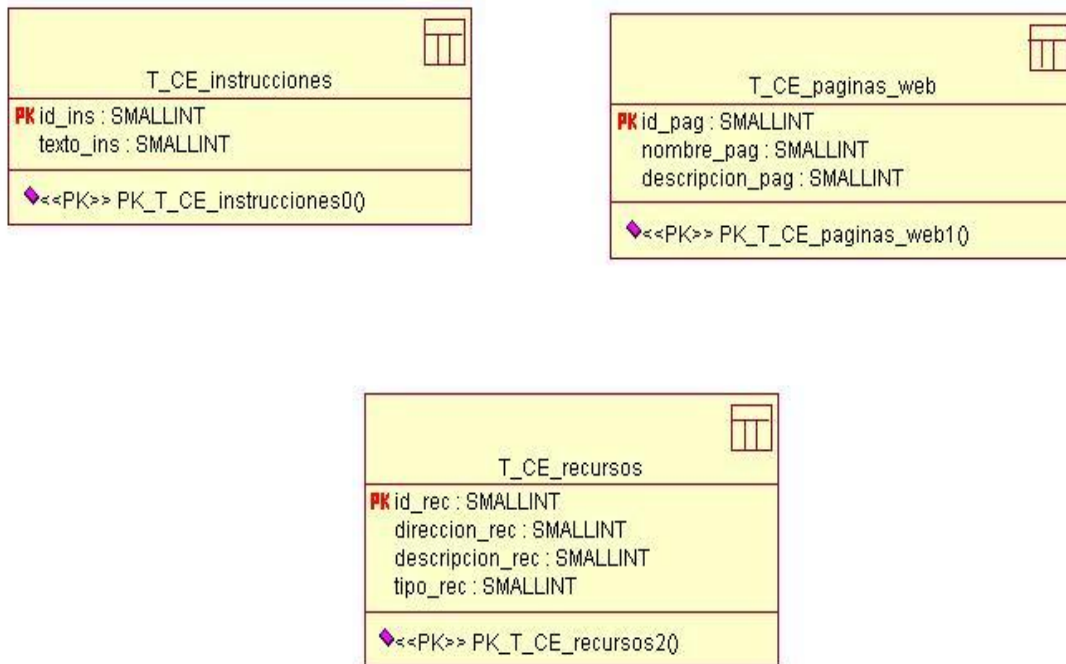 T_CE_instrucciones
PK id_ins : SMALLINT
texto_ins : SMALLINT
<<PK>> PK_T_CE_instrucciones0()
T_CE_paginas_web
PK id_pag : SMALLINT
nombre_pag : SMALLINT
descripcion_pag : SMALLINT
<<PK>> PK_T_CE_paginas_web1()
T_CE_recursos
PK id_rec : SMALLINT
direccion_rec : SMALLINT
descripcion_rec : SMALLINT
tipo_rec : SMALLINT
<<PK>> PK_T_CE_recursos2()